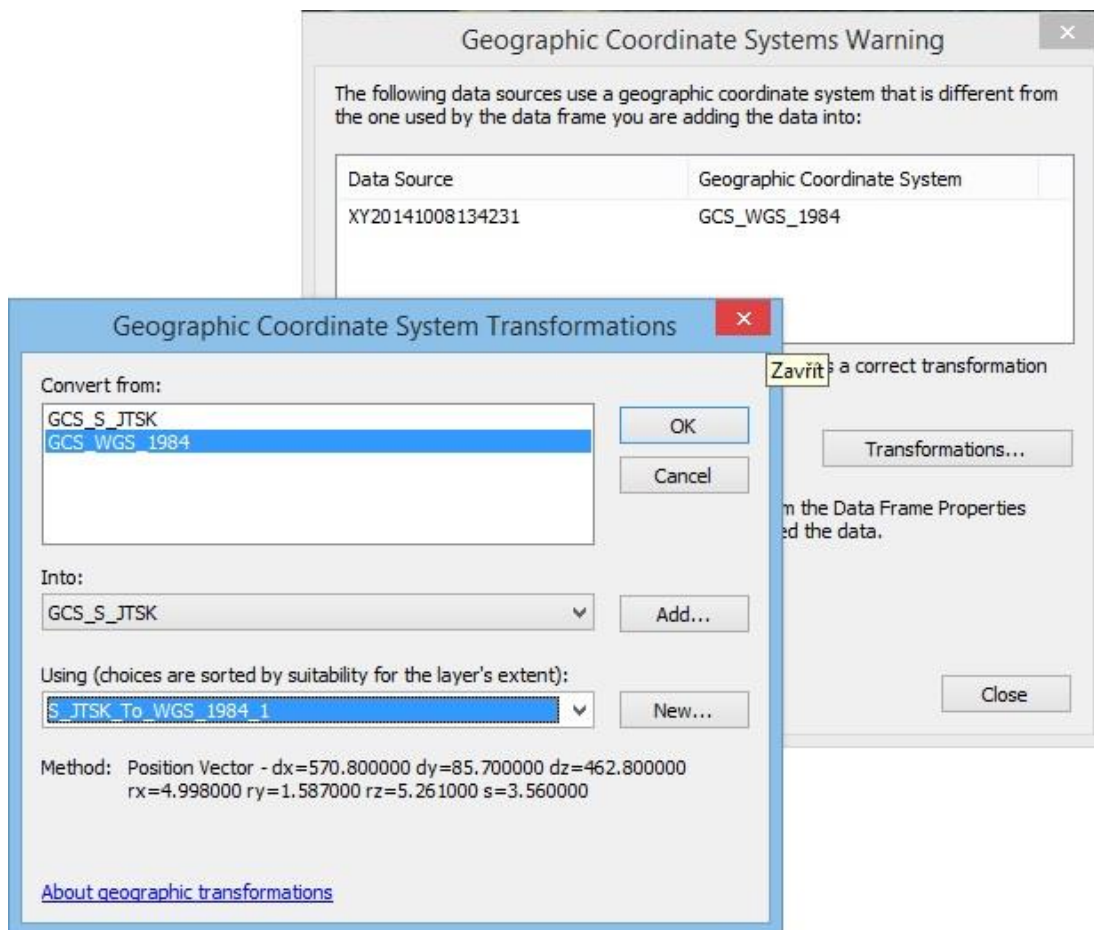 Geographic Coordinate Systems Warning
The following data sources use a geographic coordinate system that is different from
the one used by the data frame you are adding the data into:
Data Source Geographic Coordinate System
XY20141008134231 GCS_WGS_1984
Geographic Coordinate System Transformations
Zavřít
s a correct transformation
Convert from:
GCS_S_JTSK
GCS_WGS_1984
OK
Cancel
Transformations...
m the Data Frame Properties
ed the data.
Into:
GCS_S_JTSK
Add...
Using (choices are sorted by suitability for the layer's extent):
S_JTSK_To_WGS_1984_1
New...
Close
Method: Position Vector - dx=570.800000 dy=85.700000 dz=462.800000
rx=4.998000 ry=1.587000 rz=5.261000 s=3.560000
About geographic transformations